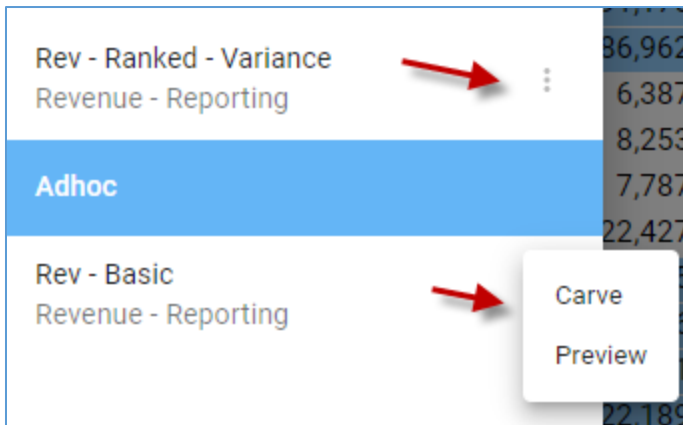 Rev - Ranked - Variance
Revenue - Reporting
Adhoc
Rev - Basic
Revenue - Reporting
Carve
Preview
86,962
6,387
8,253
7,787
22,427
22,189